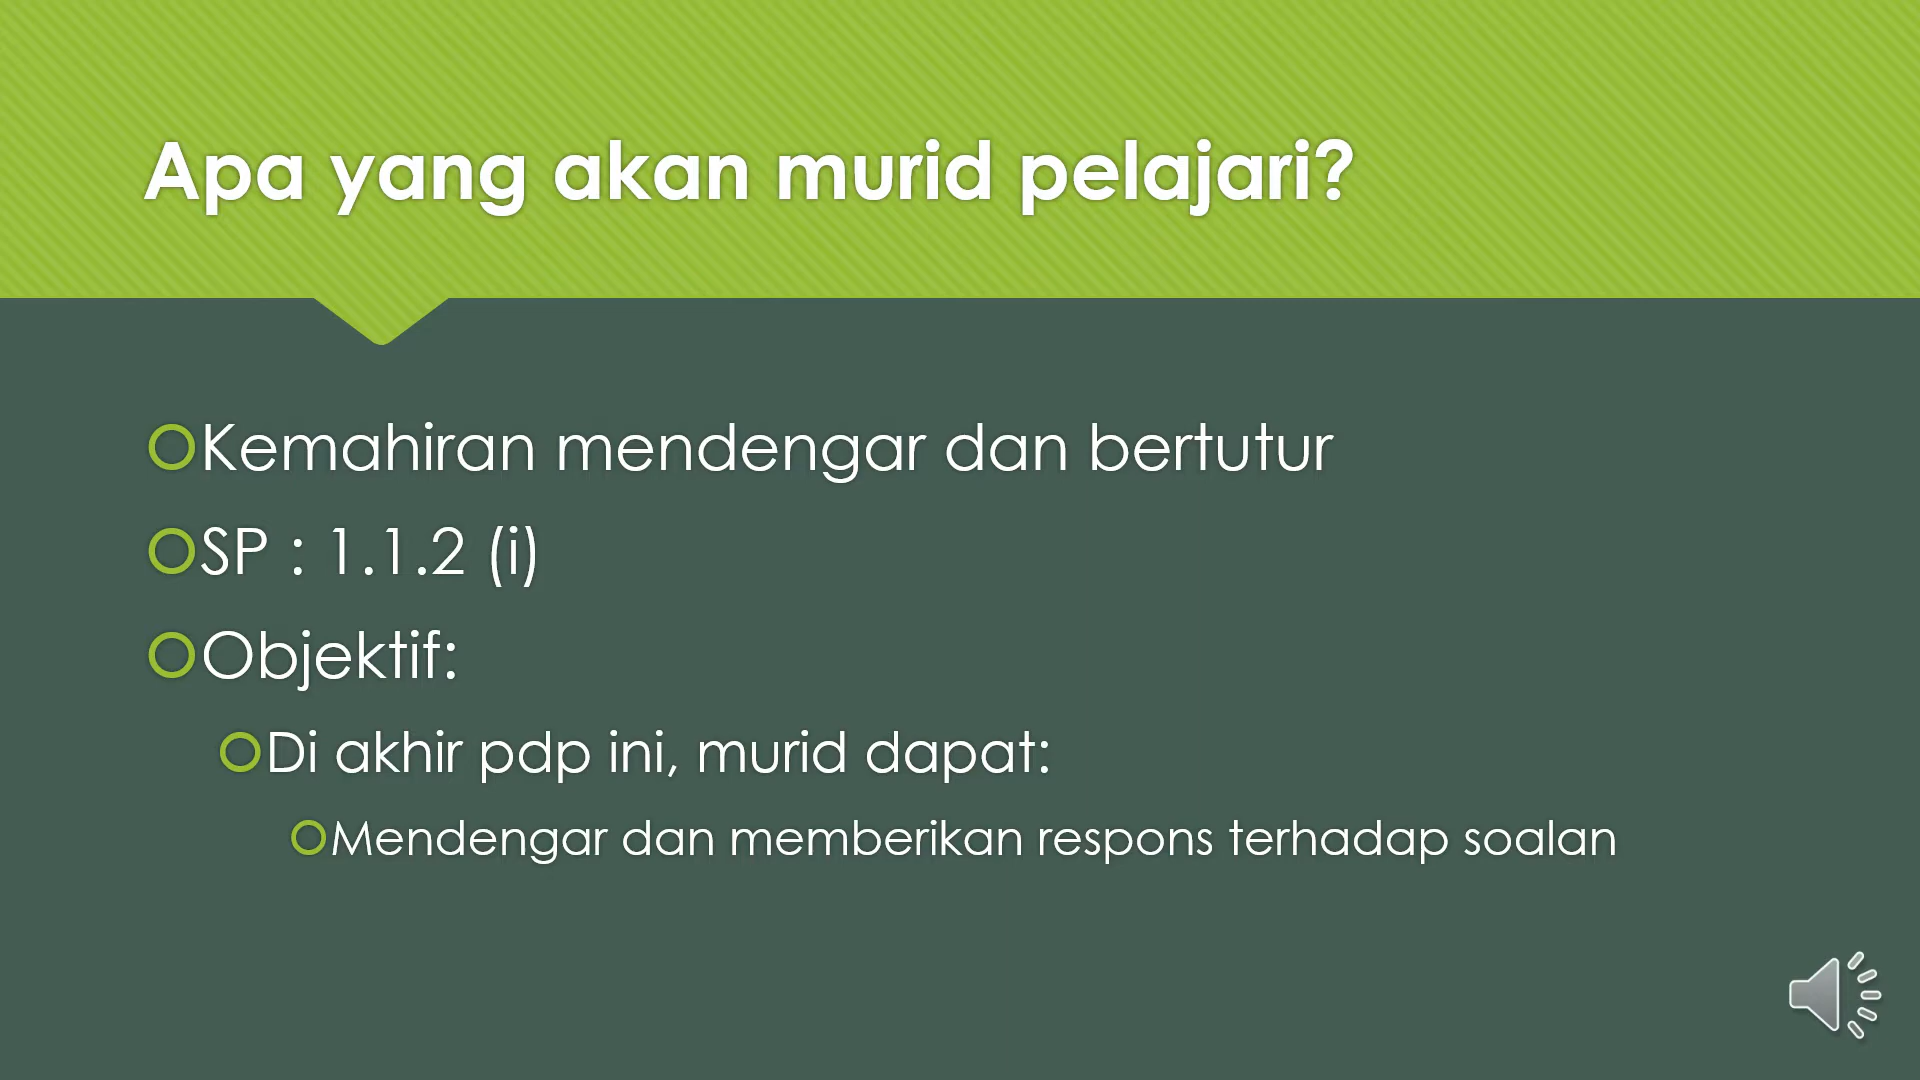 Apa yang akan murid pelajari?
Kemahiran mendengar dan bertutur
SP : 1.1.2 (i)
Objektif:
Di akhir pdp ini, murid dapat:
Mendengar dan memberikan respons terhadap soalan